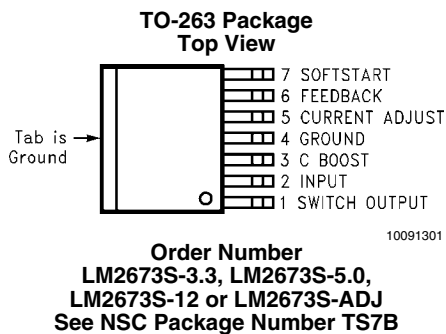 TO-263 Package
Top View
7 SOFTSTART
6 FEEDBACK
5 CURRENT ADJUST
4 GROUND
3 C BOOST
2 INPUT
1 SWITCH OUTPUT
Tab is
Ground
10091301
Order Number
LM2673S-3.3, LM2673S-5.0,
LM2673S-12 or LM2673S-ADJ
See NSC Package Number TS7B